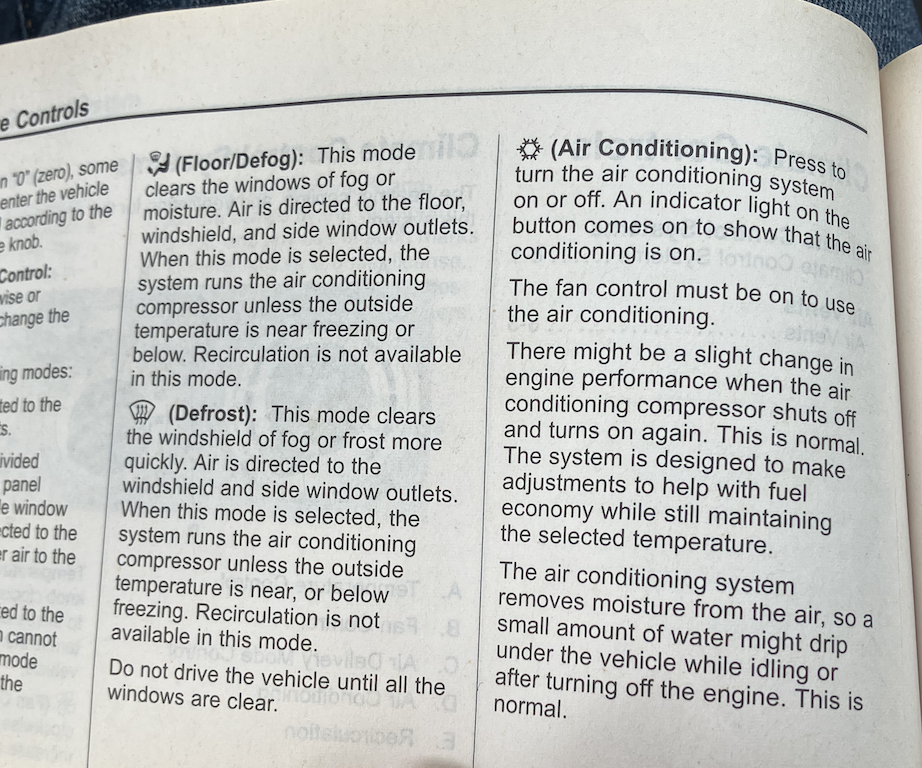 e Controls
n "0" (zero), some
enter the vehicle
according to the
e knob.
Control:
vise or
change the
ing modes:
ted to the
s.
ivided
panel
le window
cted to the
er air to the
ed to the
n cannot
mode
the
(Floor/Defog): This mode
clears the windows of fog or
moisture. Air is directed to the floor,
windshield, and side window outlets.
When this mode is selected, the
system runs the air conditioning
compressor unless the outside
temperature is near freezing or
below. Recirculation is not available
in this mode.
(Defrost): This mode clears
the windshield of fog or frost more
quickly. Air is directed to the
windshield and side window outlets.
When this mode is selected, the
system runs the air conditioning
compressor unless the outside
temperature is near, or below
freezing. Recirculation is not
available in this mode.
Do not drive the vehicle until all the
windows are clear.
(Air Conditioning): Press to
turn the air conditioning system
on or off. An indicator light on the
button comes on to show that the air
conditioning is on.
The fan control must be on to use
the air conditioning.
There might be a slight change in
engine performance when the air
conditioning compressor shuts off
and turns on again. This is normal.
The system is designed to make
adjustments to help with fuel
economy while still maintaining
the selected temperature.
The air conditioning system
removes moisture from the air, so a
small amount of water might drip
under the vehicle while idling or
after turning off the engine. This is
normal.